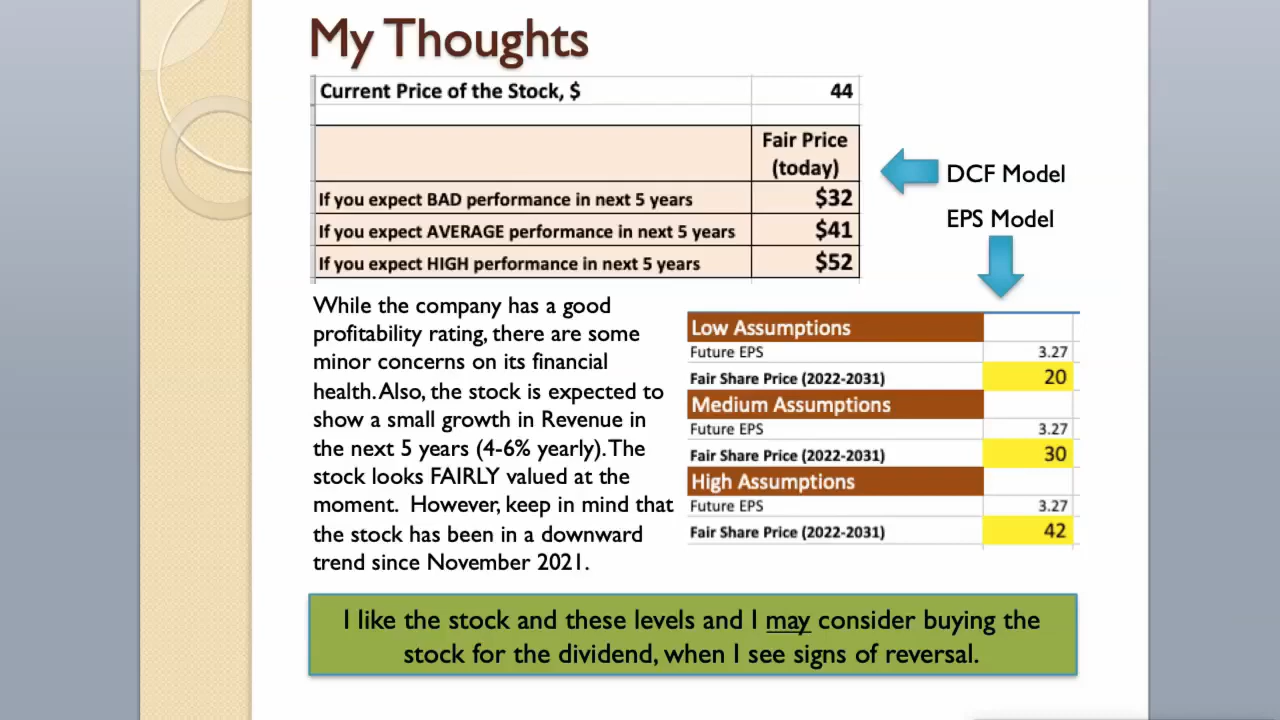 My Thoughts
Current Price of the Stock, $ 44
Fair Price
(today)
If you expect BAD performance in next 5 years $32
If you expect AVERAGE performance in next 5 years $41
If you expect HIGH performance in next 5 years $52
DCF Model
EPS Model
While the company has a good
profitability rating, there are some
minor concerns on its financial
health. Also, the stock is expected to
show a small growth in Revenue in
the next 5 years (4-6% yearly). The
stock looks FAIRLY valued at the
moment. However, keep in mind that
the stock has been in a downward
trend since November 2021.
Low Assumptions
Future EPS 3.27
Fair Share Price (2022-2031) 20
Medium Assumptions
Future EPS 3.27
Fair Share Price (2022-2031) 30
High Assumptions
Future EPS 3.27
Fair Share Price (2022-2031) 42
I like the stock and these levels and I may consider buying the
stock for the dividend, when I see signs of reversal.